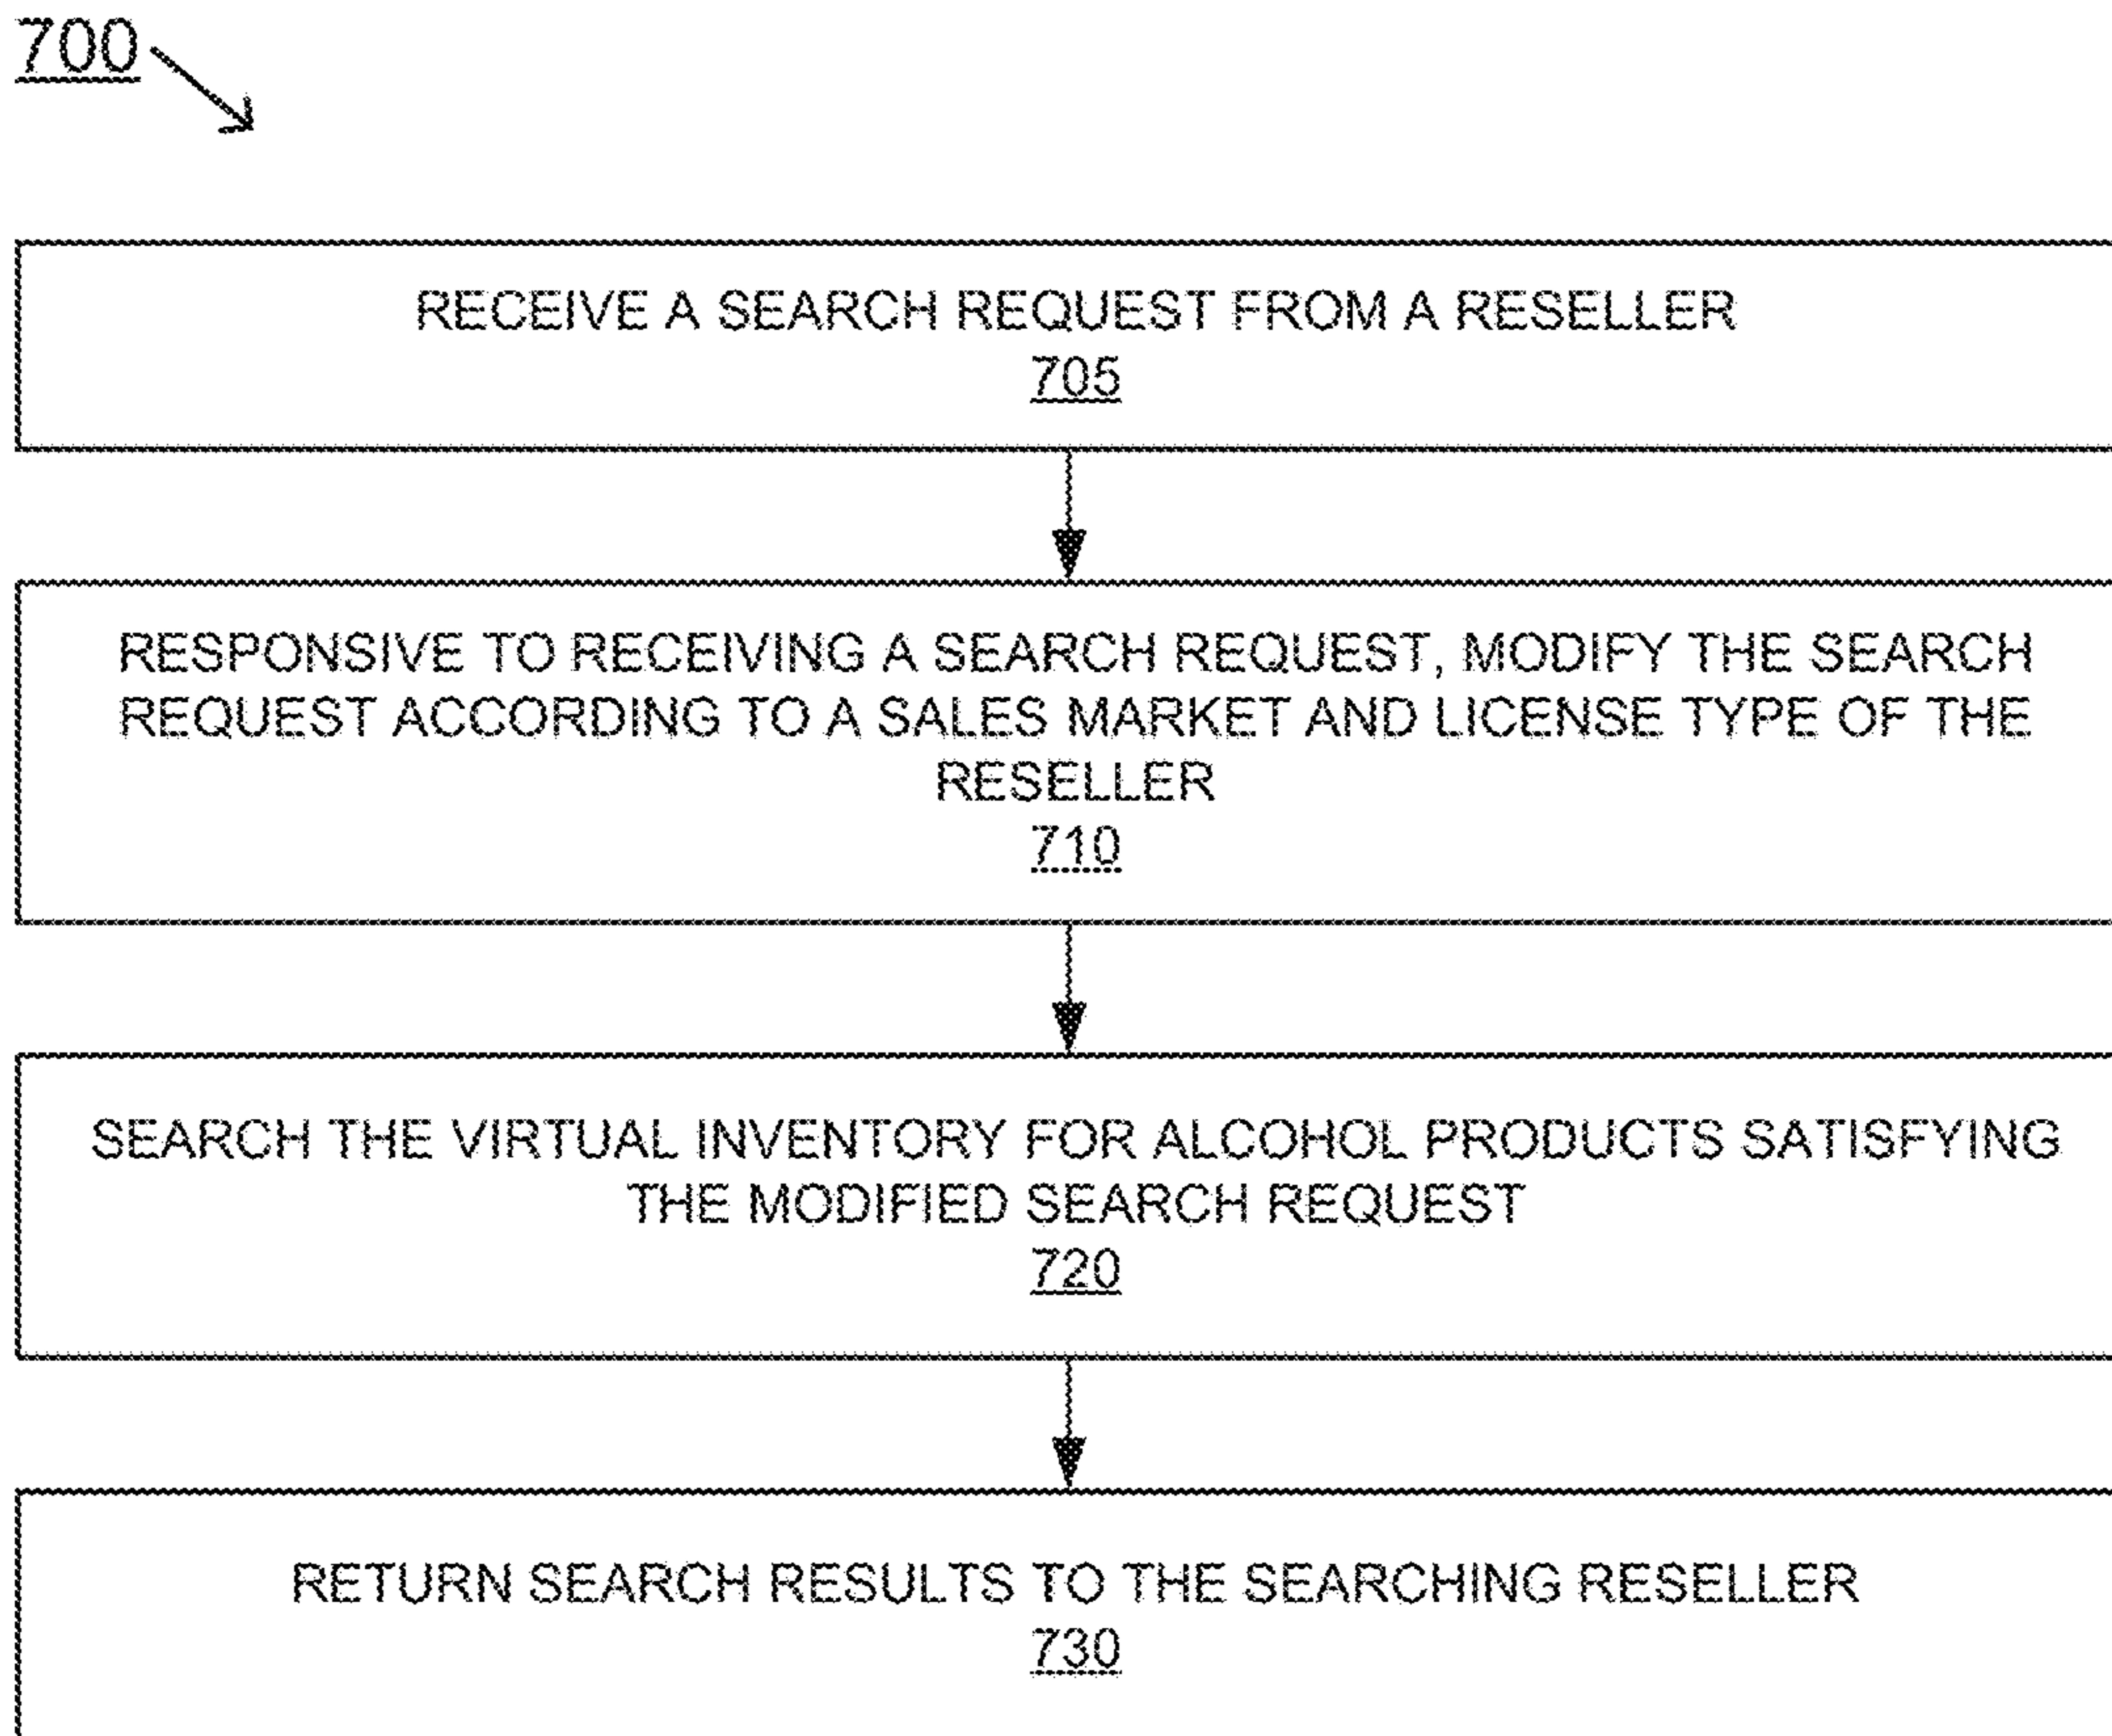 700
RECEIVE A SEARCH REQUEST FROM A RESELLER
705
RESPONSIVE TO RECEIVING A SEARCH REQUEST, MODIFY THE SEARCH
REQUEST ACCORDING TO A SALES MARKET AND LICENSE TYPE OF THE
RESELLER
710
SEARCH THE VIRTUAL INVENTORY FOR ALCOHOL PRODUCTS SATISFYING
THE MODIFIED SEARCH REQUEST
720
RETURN SEARCH RESULTS TO THE SEARCHING RESELLER
730